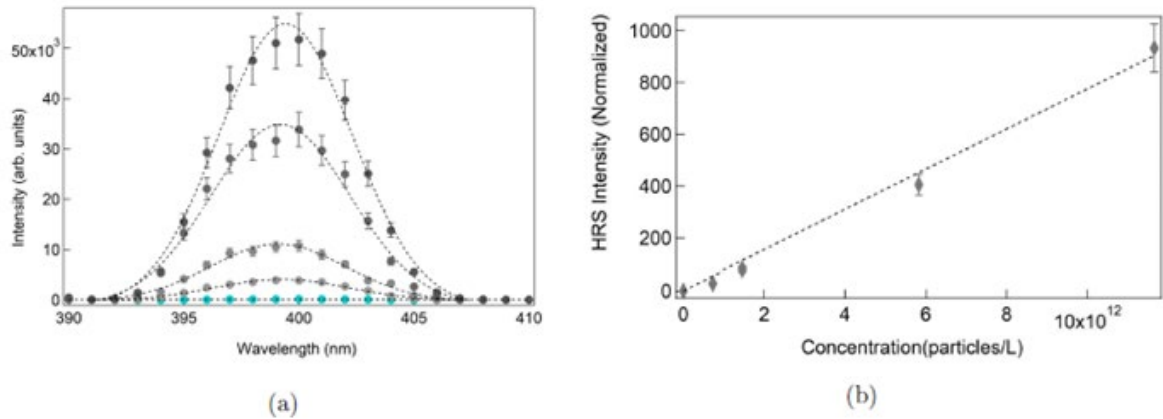 50x10³
40
30
20
10
0
Intensity (arb. units)
390
395
400
405
410
Wavelength (nm)
(a)
1000
800
600
400
200
0
HRS Intensity (Normalized)
0
2
4
6
8
10x10¹²
Concentration(particles/L)
(b)